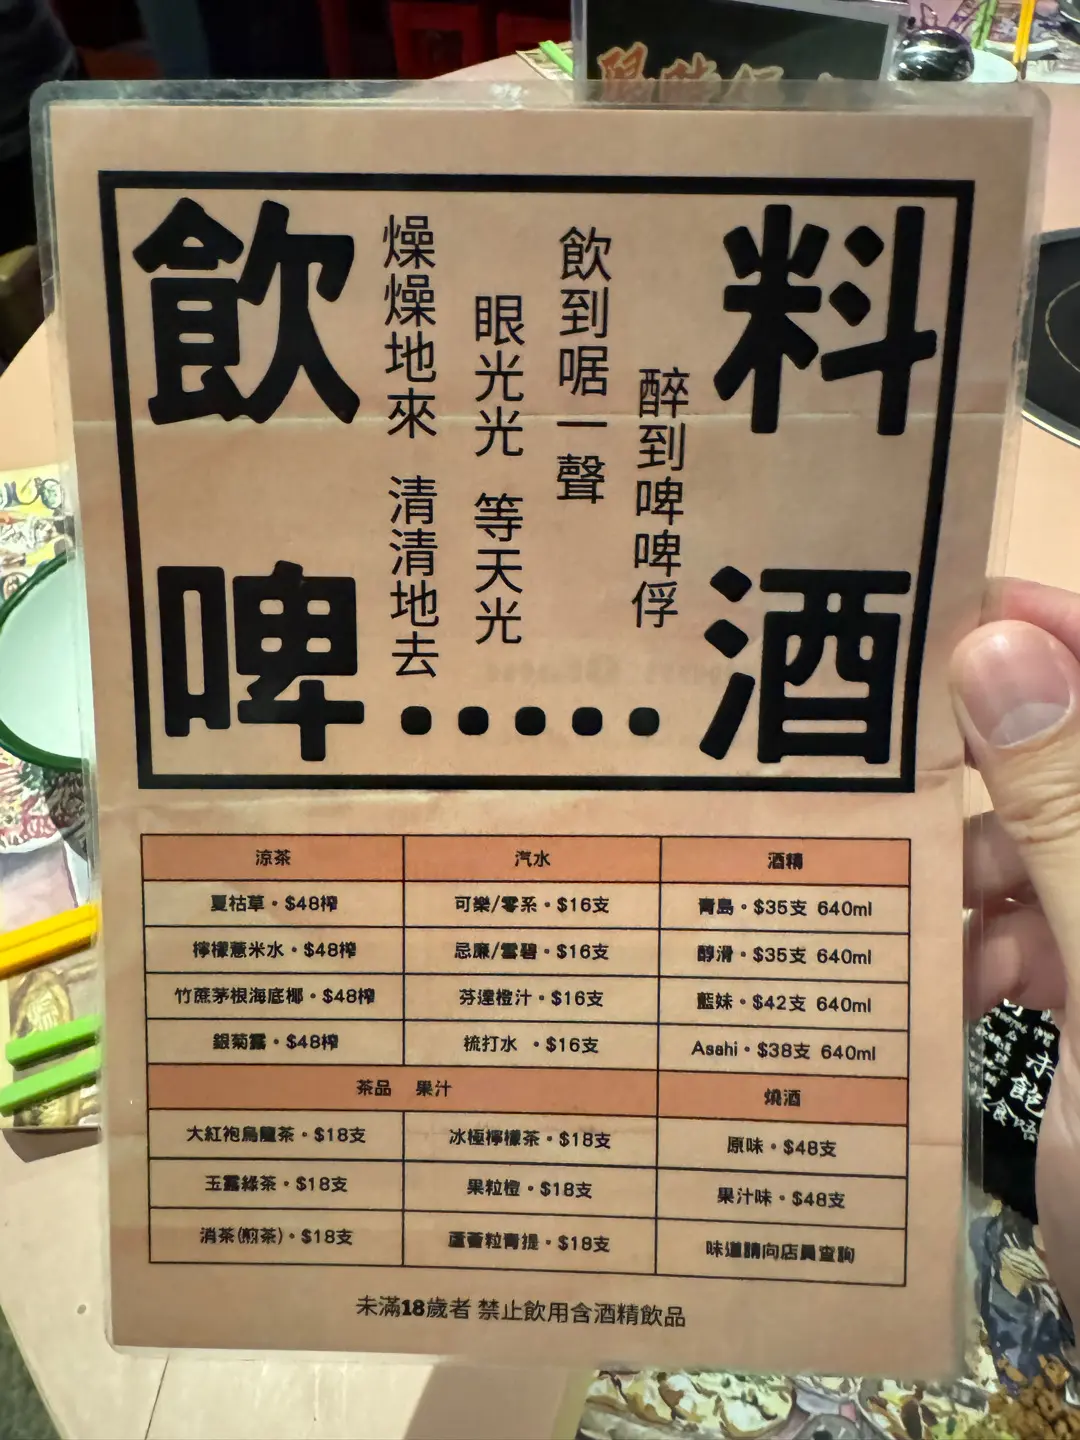 飲料
啤酒
燥燥地來 清清地去
眼光光 等天光
飲到啹一聲
醉到啤啤俘
.....
涼茶 汽水 酒精
夏枯草・$48榨 可樂/零系・$16支 青島・$35支 640ml
檸檬薏米水・$48榨 忌廉/雪碧・$16支 醇滑・$35支 640ml
竹蔗茅根海底椰・$48榨 芬達橙汁・$16支 藍妹・$42支 640ml
銀菊露・$48榨 梳打水 ・$16支 Asahi・$38支 640ml
茶品 果汁 燒酒
大紅袍烏龍茶・$18支 冰極檸檬茶・$18支 原味・$48支
玉露綠茶・$18支 果粒橙・$18支 果汁味・$48支
消茶(煎茶)・$18支 蘆薈粒青提・$18支 味道請向店員查詢
未滿18歲者 禁止飲用含酒精飲品